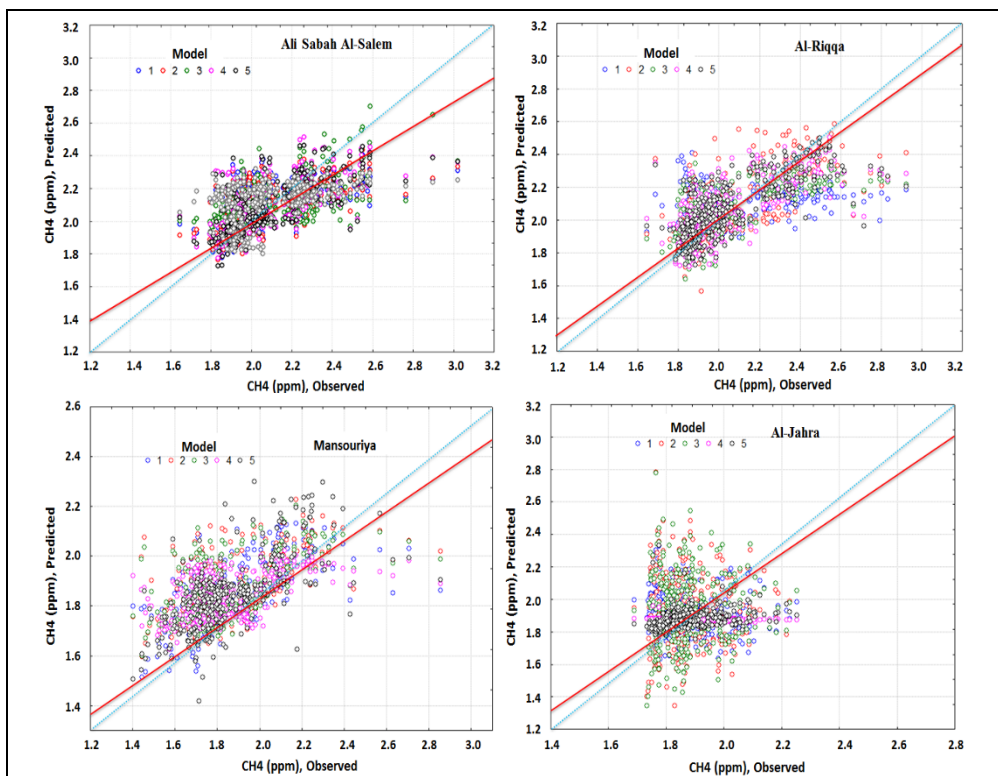 Ali Sabah Al-Salem
Model
1 2 3 4 5
CH4 (ppm), Predicted
3.2
3.0
2.8
2.6
2.4
2.2
2.0
1.8
1.6
1.4
1.2
1.2 1.4 1.6 1.8 2.0 2.2 2.4 2.6 2.8 3.0 3.2
CH4 (ppm), Observed
Al-Riqqa
Model
1 2 3 4 5
CH4 (ppm), Predicted
3.2
3.0
2.8
2.6
2.4
2.2
2.0
1.8
1.6
1.4
1.2
1.2 1.4 1.6 1.8 2.0 2.2 2.4 2.6 2.8 3.0 3.2
CH4 (ppm), Observed
Mansouriya
Model
1 2 3 4 5
CH4 (ppm), Predicted
2.6
2.4
2.2
2.0
1.8
1.6
1.4
1.2 1.4 1.6 1.8 2.0 2.2 2.4 2.6 2.8 3.0
CH4 (ppm), Observed
Al-Jahra
Model
1 2 3 4 5
CH4 (ppm), Predicted
3.2
3.0
2.8
2.6
2.4
2.2
2.0
1.8
1.6
1.4
1.2
1.4 1.6 1.8 2.0 2.2 2.4 2.6 2.8
CH4 (ppm), Observed